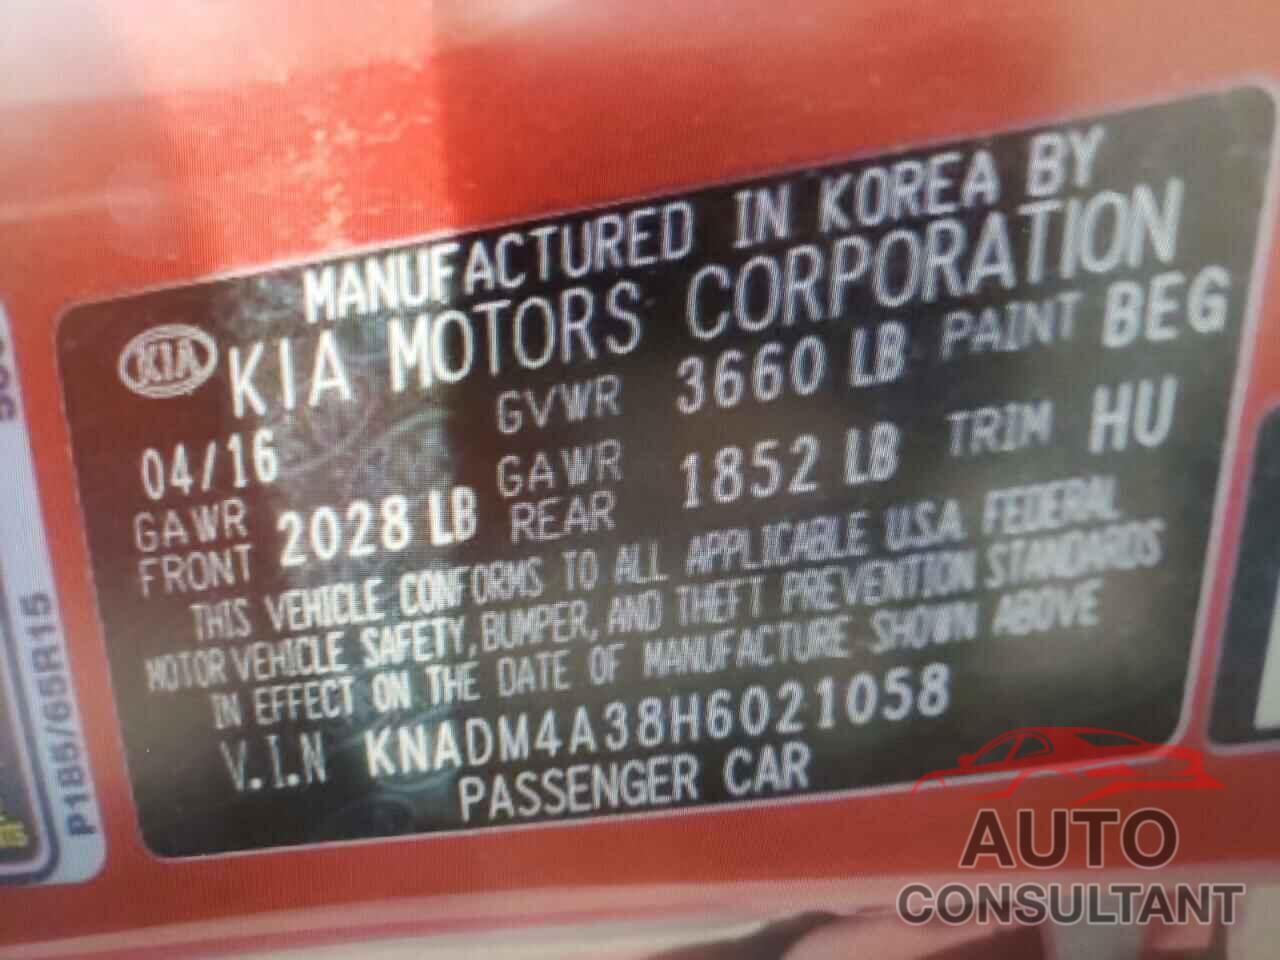 MANUFACTURED IN KOREA BY
KIA KIA MOTORS CORPORATION
04/16 GVWR 3660 LB PAINT BEG
GAWR FRONT 2028 LB GAWR REAR 1852 LB TRIM HU
THIS VEHICLE CONFORMS TO ALL APPLICABLE U.S.A. FEDERAL
MOTOR VEHICLE SAFETY, BUMPER, AND THEFT PREVENTION STANDARDS
IN EFFECT ON THE DATE OF MANUFACTURE SHOWN ABOVE
V.I.N KNADM4A38H6021058
PASSENGER CAR
P185/65R15
AUTO
CONSULTANT